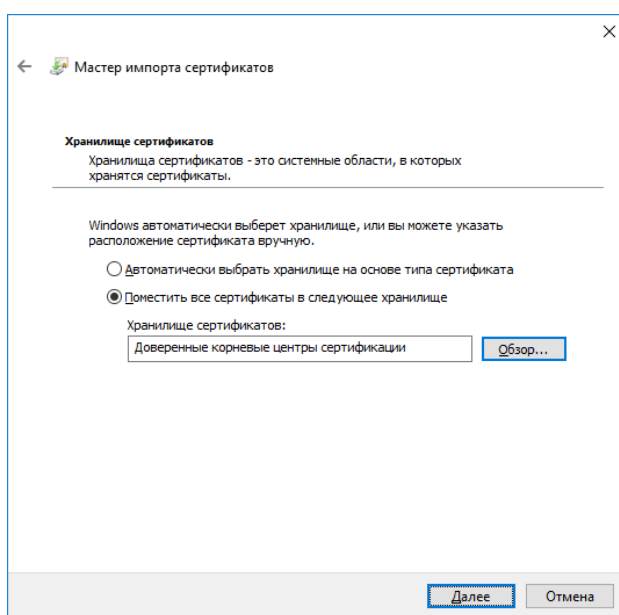 Мастер импорта сертификатов
Хранилище сертификатов
Хранилища сертификатов - это системные области, в которых
хранятся сертификаты.
Windows автоматически выберет хранилище, или вы можете указать
расположение сертификата вручную.
Автоматически выбрать хранилище на основе типа сертификата
Поместить все сертификаты в следующее хранилище
Хранилище сертификатов:
Доверенные корневые центры сертификации
Обзор...
Далее
Отмена